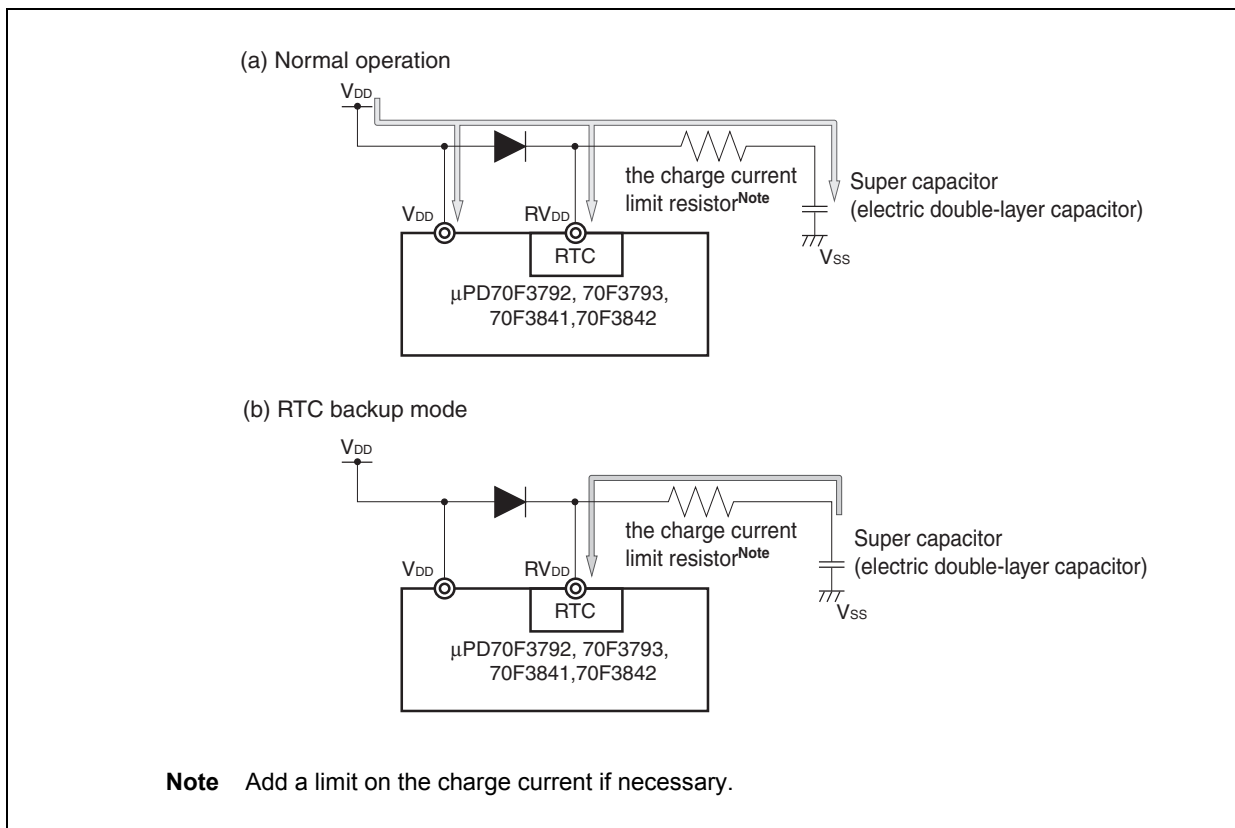 (a) Normal operation
VDD
the charge current
limit resistorNote
Super capacitor
(electric double-layer capacitor)
VSS
VDD
RVDD
RTC
μPD70F3792, 70F3793,
70F3841,70F3842
(b) RTC backup mode
VDD
the charge current
limit resistorNote
Super capacitor
(electric double-layer capacitor)
VSS
VDD
RVDD
RTC
μPD70F3792, 70F3793,
70F3841,70F3842
Note Add a limit on the charge current if necessary.